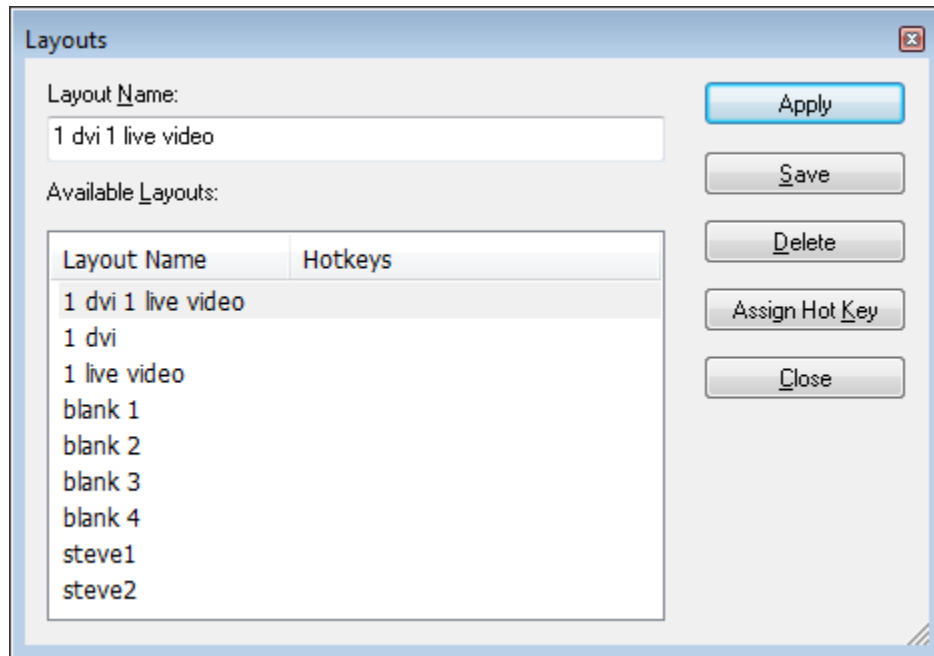 Layouts
Layout Name:
1 dvi 1 live video
Available Layouts:
Layout Name Hotkeys
1 dvi 1 live video
1 dvi
1 live video
blank 1
blank 2
blank 3
blank 4
steve1
steve2
Apply
Save
Delete
Assign Hot Key
Close